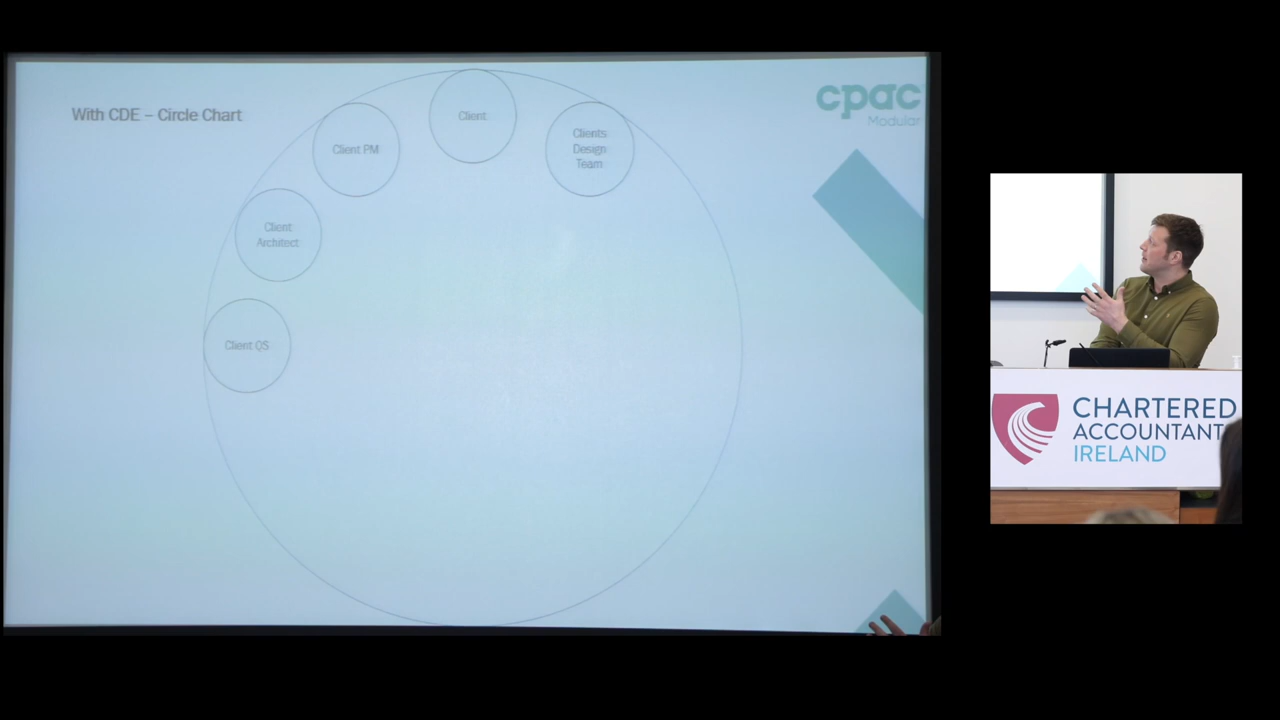 With CDE – Circle Chart
cpac
Modular
Client
Client PM
Clients
Design
Team
Client
Architect
Client QS
CHARTERED
ACCOUNTANT
IRELAND